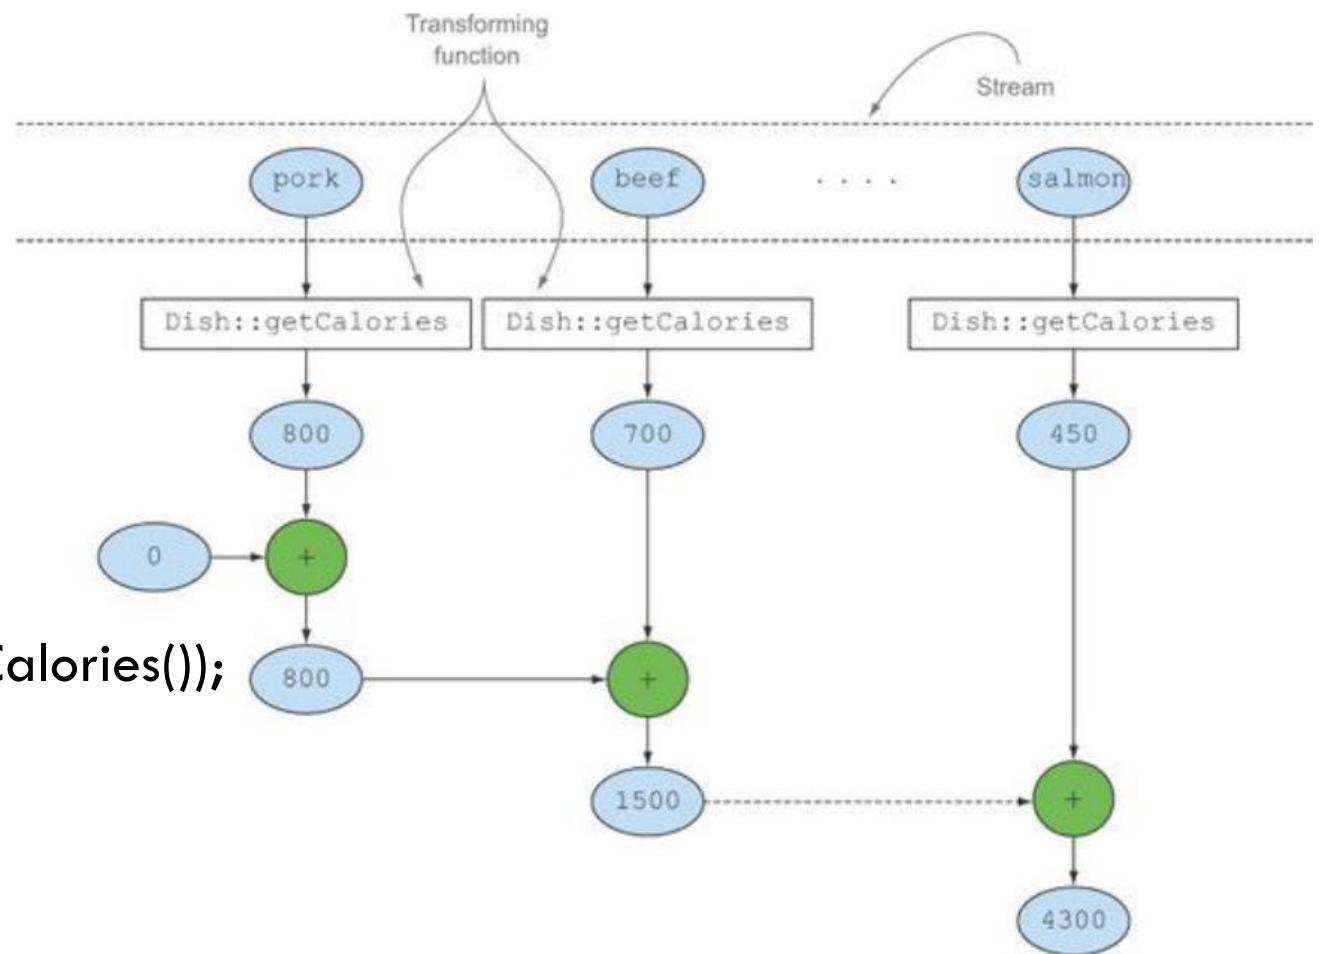 Transforming
function
Stream
pork
beef
. . . .
salmon
Dish::getCalories
Dish::getCalories
Dish::getCalories
800
700
450
0
+
Calories());
800
+
1500
+
4300